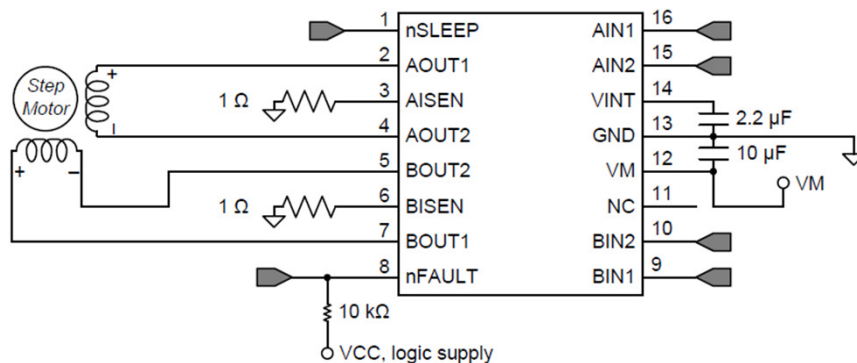 1 nSLEEP AIN1 16
2 AOUT1 AIN2 15
Step
Motor
+
−
1 Ω
3 AISEN VINT 14
2.2 µF
4 AOUT2 GND 13
10 µF
+ −
5 BOUT2 VM 12
VM
1 Ω
6 BISEN NC 11
7 BOUT1 BIN2 10
8 nFAULT BIN1 9
10 kΩ
VCC, logic supply